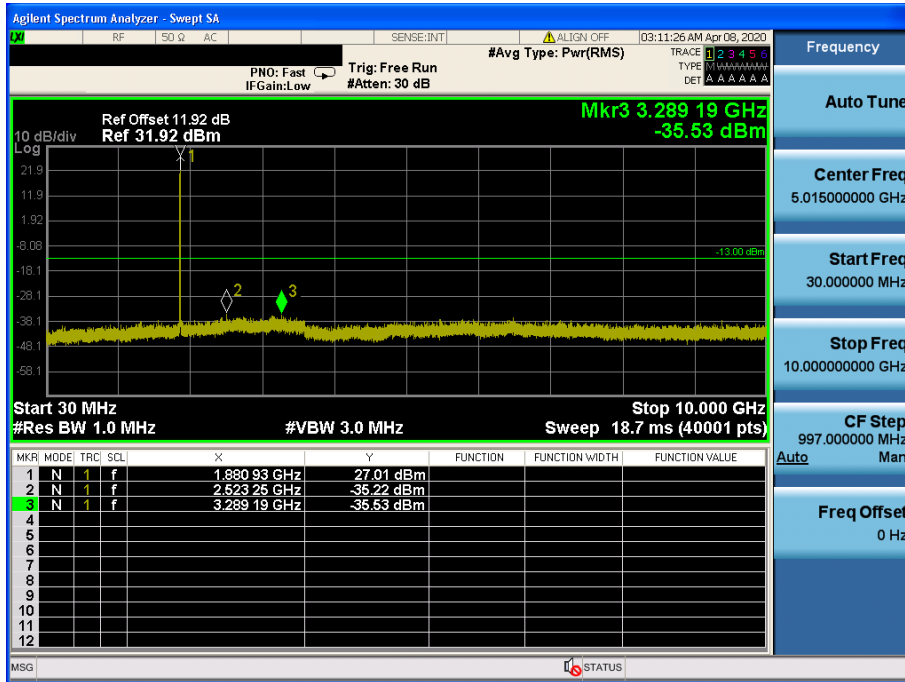 Agilent Spectrum Analyzer - Swept SA
LXI RF 50 Ω AC SENSE:INT ALIGN OFF 03:11:26 AM Apr 08, 2020
#Avg Type: Pwr(RMS)
TRACE 1 2 3 4 5 6
TYPE M WWWWW
DET A A A A A A
PNO: Fast
IFGain:Low
Trig: Free Run
#Atten: 30 dB
Mkr3 3.289 19 GHz
-35.53 dBm
Ref Offset 11.92 dB
10 dB/div Ref 31.92 dBm
Log
1
21.9
11.9
1.92
-8.08
-13.00 dBm
-18.1
-28.1
2
3
-38.1
-48.1
-58.1
Start 30 MHz Stop 10.000 GHz
#Res BW 1.0 MHz #VBW 3.0 MHz Sweep 18.7 ms (40001 pts)
MKR MODE TRC SCL X Y FUNCTION FUNCTION WIDTH FUNCTION VALUE
1 N 1 f 1.880 93 GHz 27.01 dBm
2 N 1 f 2.523 25 GHz -35.22 dBm
3 N 1 f 3.289 19 GHz -35.53 dBm
4
5
6
7
8
9
10
11
12
MSG STATUS
Frequency
Auto Tune
Center Freq
5.015000000 GHz
Start Freq
30.000000 MHz
Stop Freq
10.000000000 GHz
CF Step
997.000000 MHz
Auto Man
Freq Offset
0 Hz